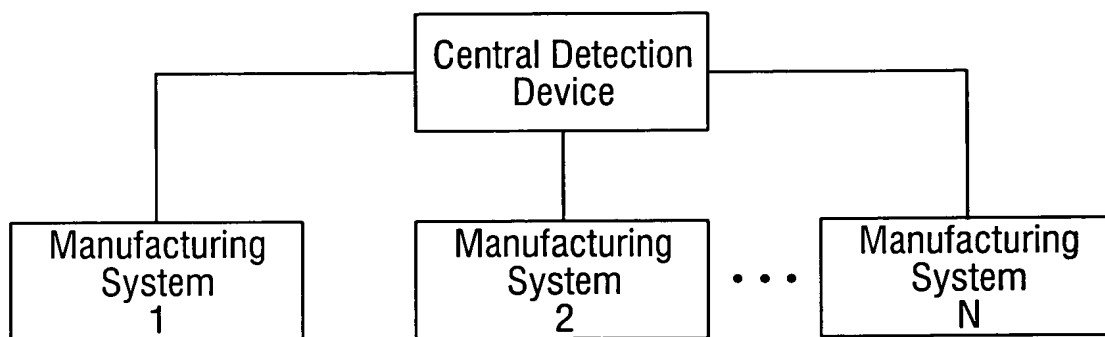 Central Detection
Device
Manufacturing
System
1
Manufacturing
System
2
Manufacturing
System
N